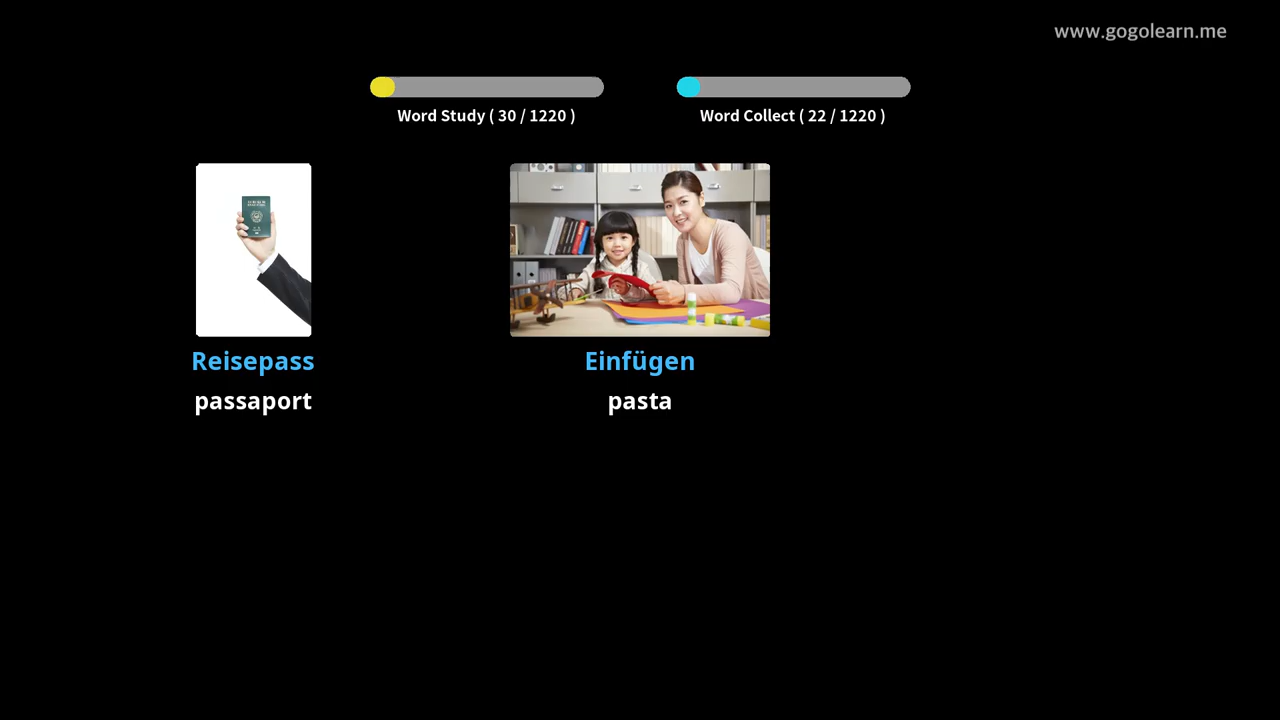 www.gogolearn.me
Word Study ( 30 / 1220 )
Word Collect ( 22 / 1220 )
Reisepass
Einfügen
passaport
pasta